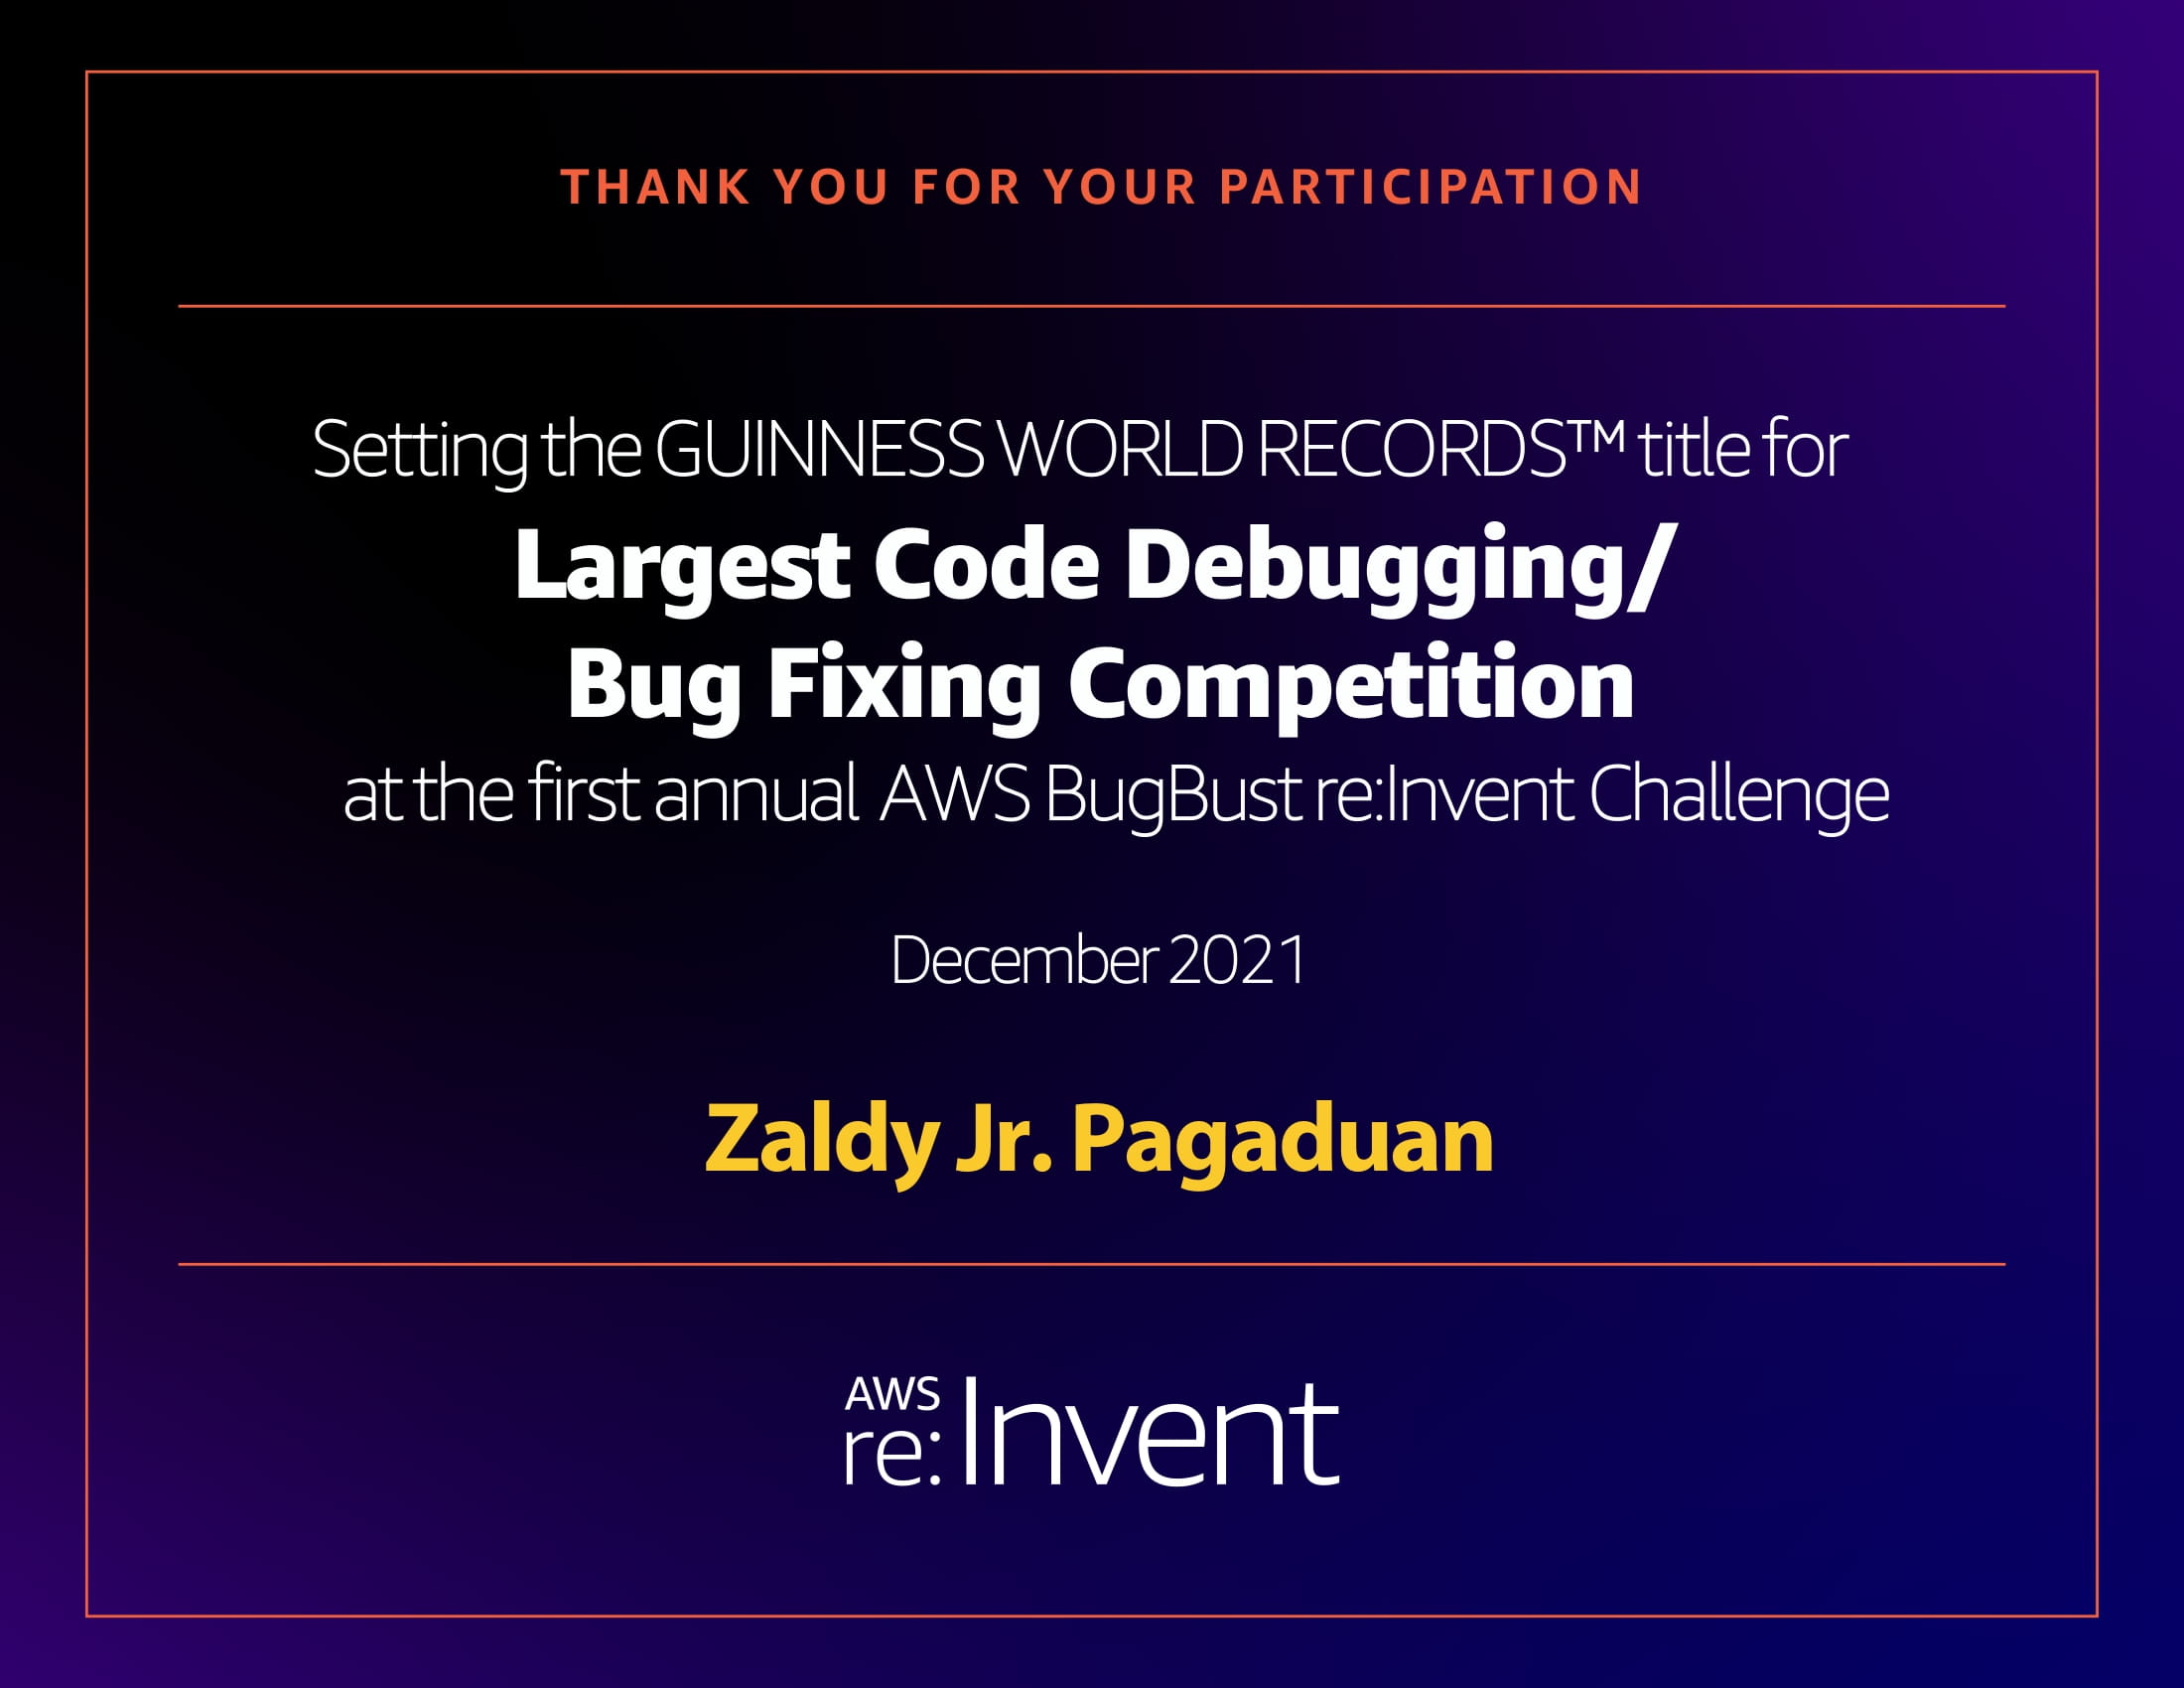 THANK YOU FOR YOUR PARTICIPATION
Setting the GUINNESS WORLD RECORDS™ title for
Largest Code Debugging/
Bug Fixing Competition
at the first annual AWS BugBust re:Invent Challenge
December 2021
Zaldy Jr. Pagaduan
AWS
re:Invent